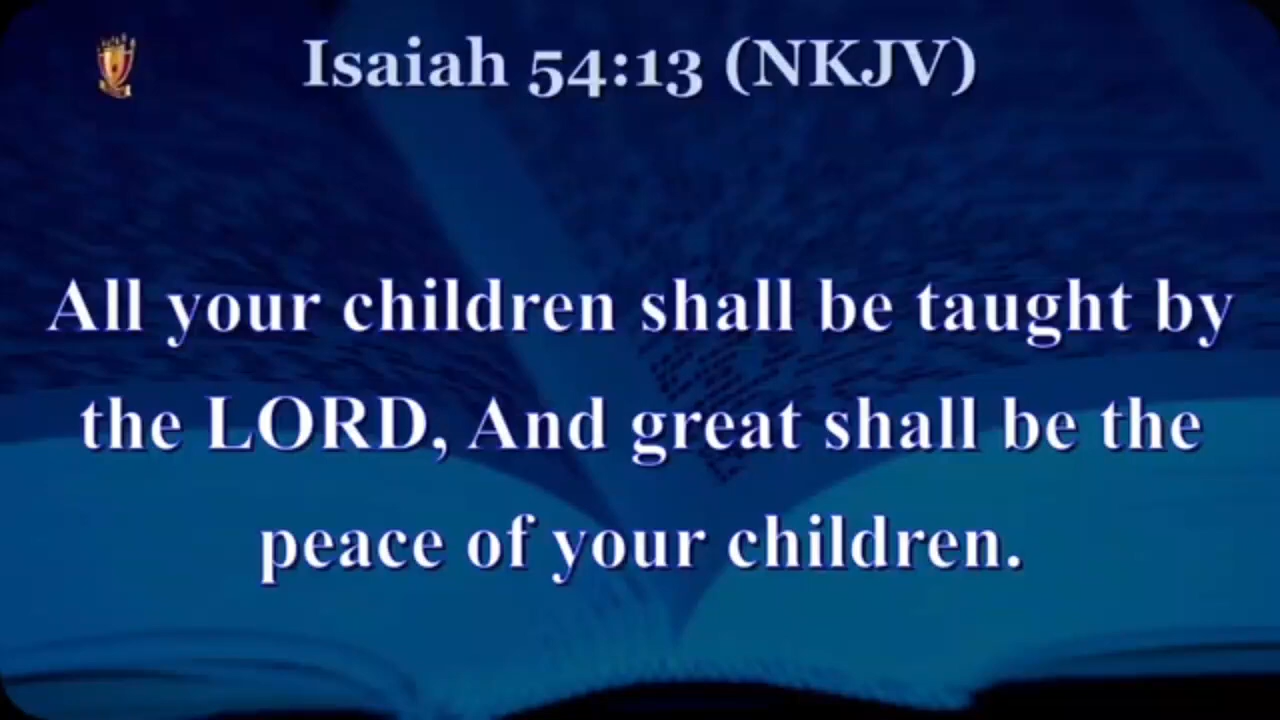 Isaiah 54:13 (NKJV)
All your children shall be taught by
the LORD, And great shall be the
peace of your children.